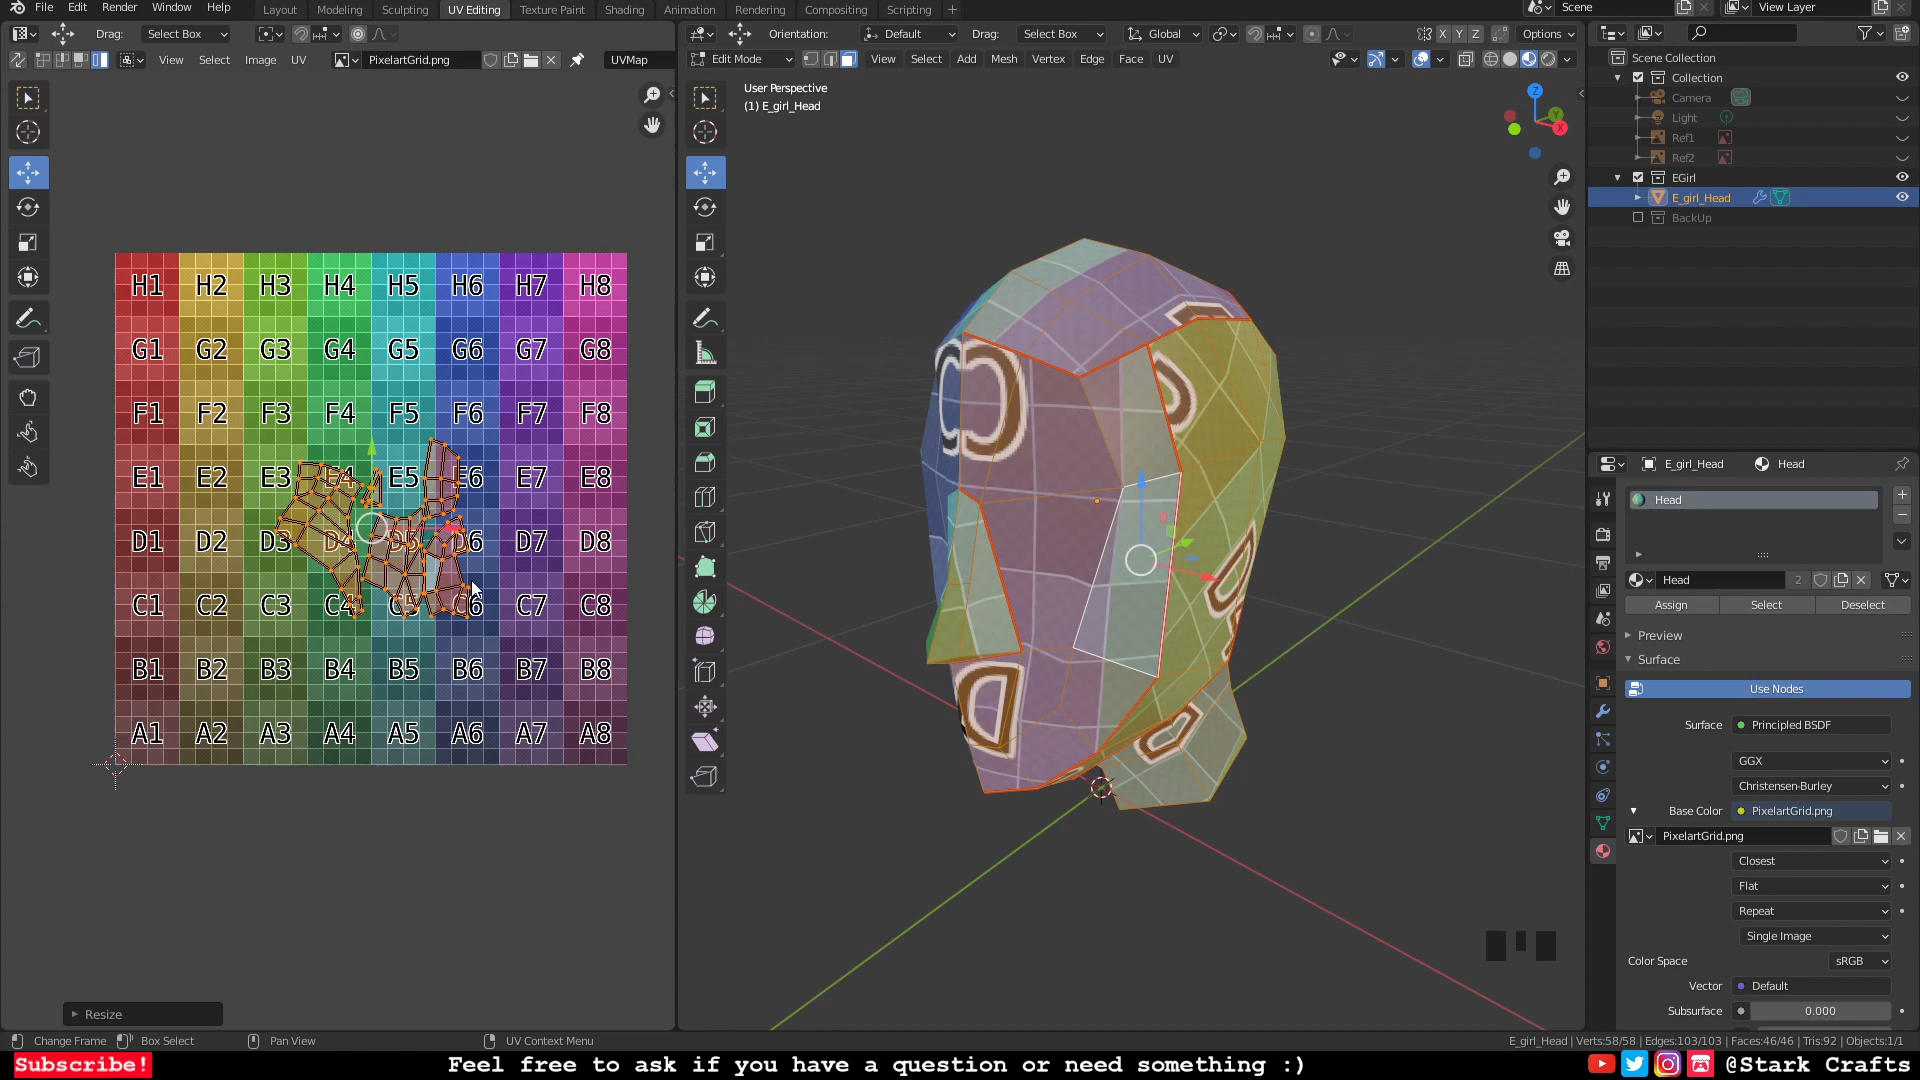 File Edit Render Window Help Layout Modeling Sculpting UV Editing Texture Paint Shading Animation Rendering Compositing Scripting + Scene View Layer
Drag: Select Box Orientation: Default Drag: Select Box Global X Y Z Options
View Select Image UV PixelartGrid.png UVMap Edit Mode View Select Add Mesh Vertex Edge Face UV
User Perspective
(1) E_girl_Head
Scene Collection
Collection
Camera
Light
Ref1
Ref2
EGirl
E_girl_Head
BackUp
Z
Y
X
H1 H2 H3 H4 H5 H6 H7 H8
G1 G2 G3 G4 G5 G6 G7 G8
F1 F2 F3 F4 F5 F6 F7 F8
E1 E2 E3 E4 E5 E6 E7 E8
D1 D2 D3 D4 D5 D6 D7 D8
C1 C2 C3 C4 C5 C6 C7 C8
B1 B2 B3 B4 B5 B6 B7 B8
A1 A2 A3 A4 A5 A6 A7 A8
E_girl_Head Head
Head
Head 2
Assign Select Deselect
Preview
Surface
Use Nodes
Surface Principled BSDF
GGX
Christensen-Burley
Base Color PixelartGrid.png
PixelartGrid.png
Closest
Flat
Repeat
Single Image
Color Space sRGB
Vector Default
Subsurface 0.000
Resize
Change Frame Box Select Pan View UV Context Menu E_girl_Head | Verts:58/58 | Edges:103/103 | Faces:46/46 | Tris:92 | Objects:1/1
Subscribe! Feel free to ask if you have a question or need something :) @Stark Crafts